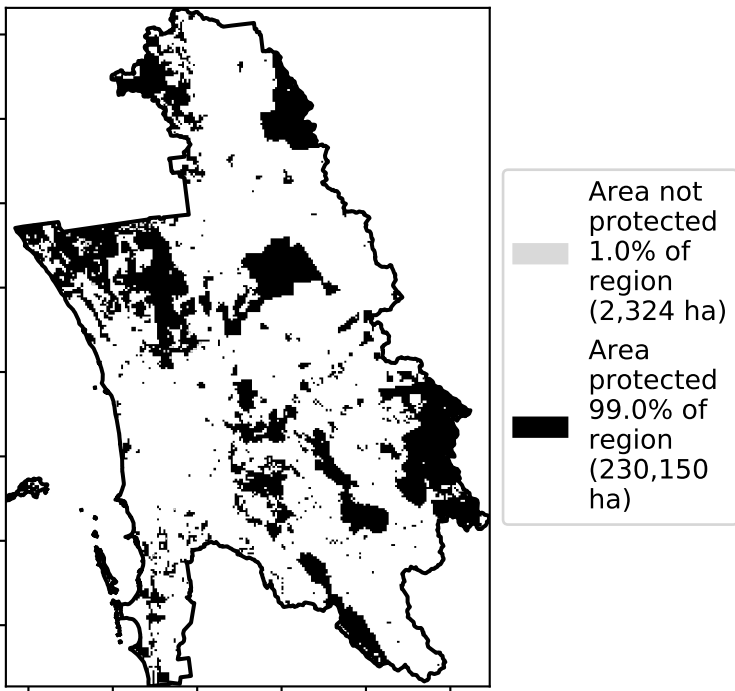 Area not
protected
1.0% of
region
(2,324 ha)
Area
protected
99.0% of
region
(230,150
ha)